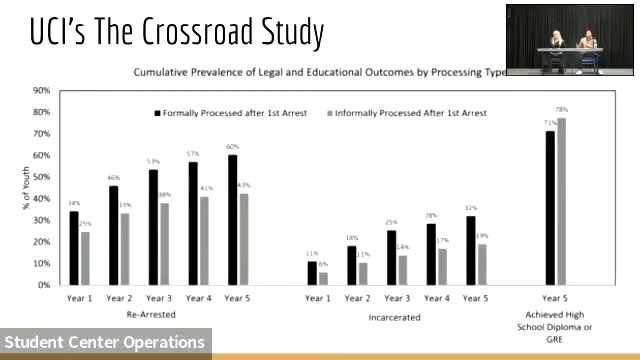 UCI's The Crossroad Study
Cumulative Prevalence of Legal and Educational Outcomes by Processing Type
90%
80%
70%
60%
50%
40%
30%
20%
10%
0%
% of Youth
Formally Processed after 1st Arrest
Informally Processed After 1st Arrest
34%
25%
46%
33%
53%
38%
57%
41%
60%
43%
11%
6%
18%
11%
25%
14%
28%
17%
32%
19%
71%
78%
Year 1
Year 2
Year 3
Year 4
Year 5
Year 1
Year 2
Year 3
Year 4
Year 5
Year 5
Re-Arrested
Incarcerated
Achieved High
School Diploma or
GRE
Student Center Operations